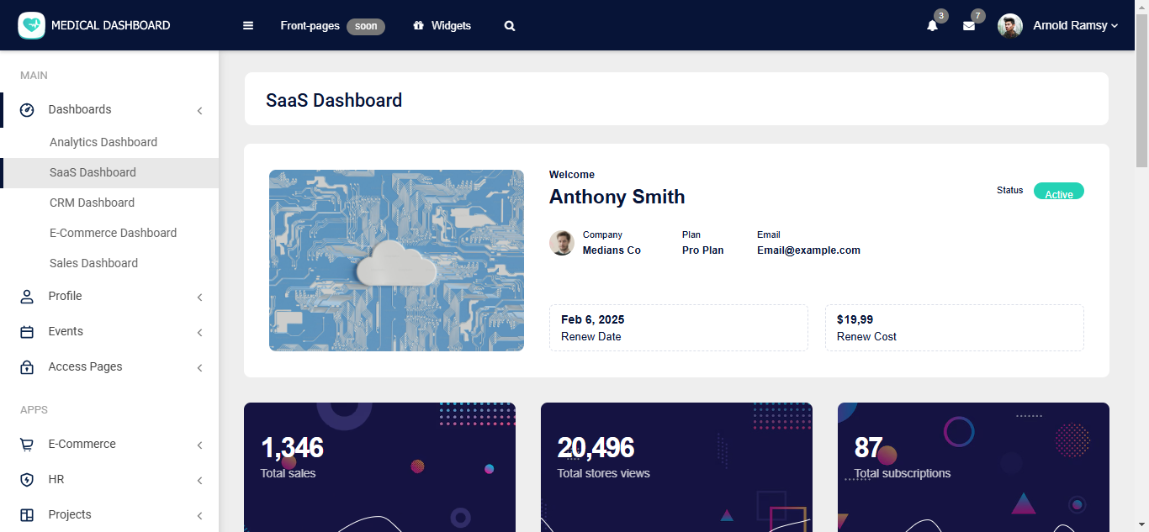 MEDICAL DASHBOARD
Front-pages soon
Widgets
3
7
Arnold Ramsy
MAIN
Dashboards
Analytics Dashboard
SaaS Dashboard
CRM Dashboard
E-Commerce Dashboard
Sales Dashboard
Profile
Events
Access Pages
APPS
E-Commerce
HR
Projects
SaaS Dashboard
Welcome
Anthony Smith
Status Active
Company
Medians Co
Plan
Pro Plan
Email
Email@example.com
Feb 6, 2025
Renew Date
$19,99
Renew Cost
1,346
Total sales
20,496
Total stores views
87
Total subscriptions